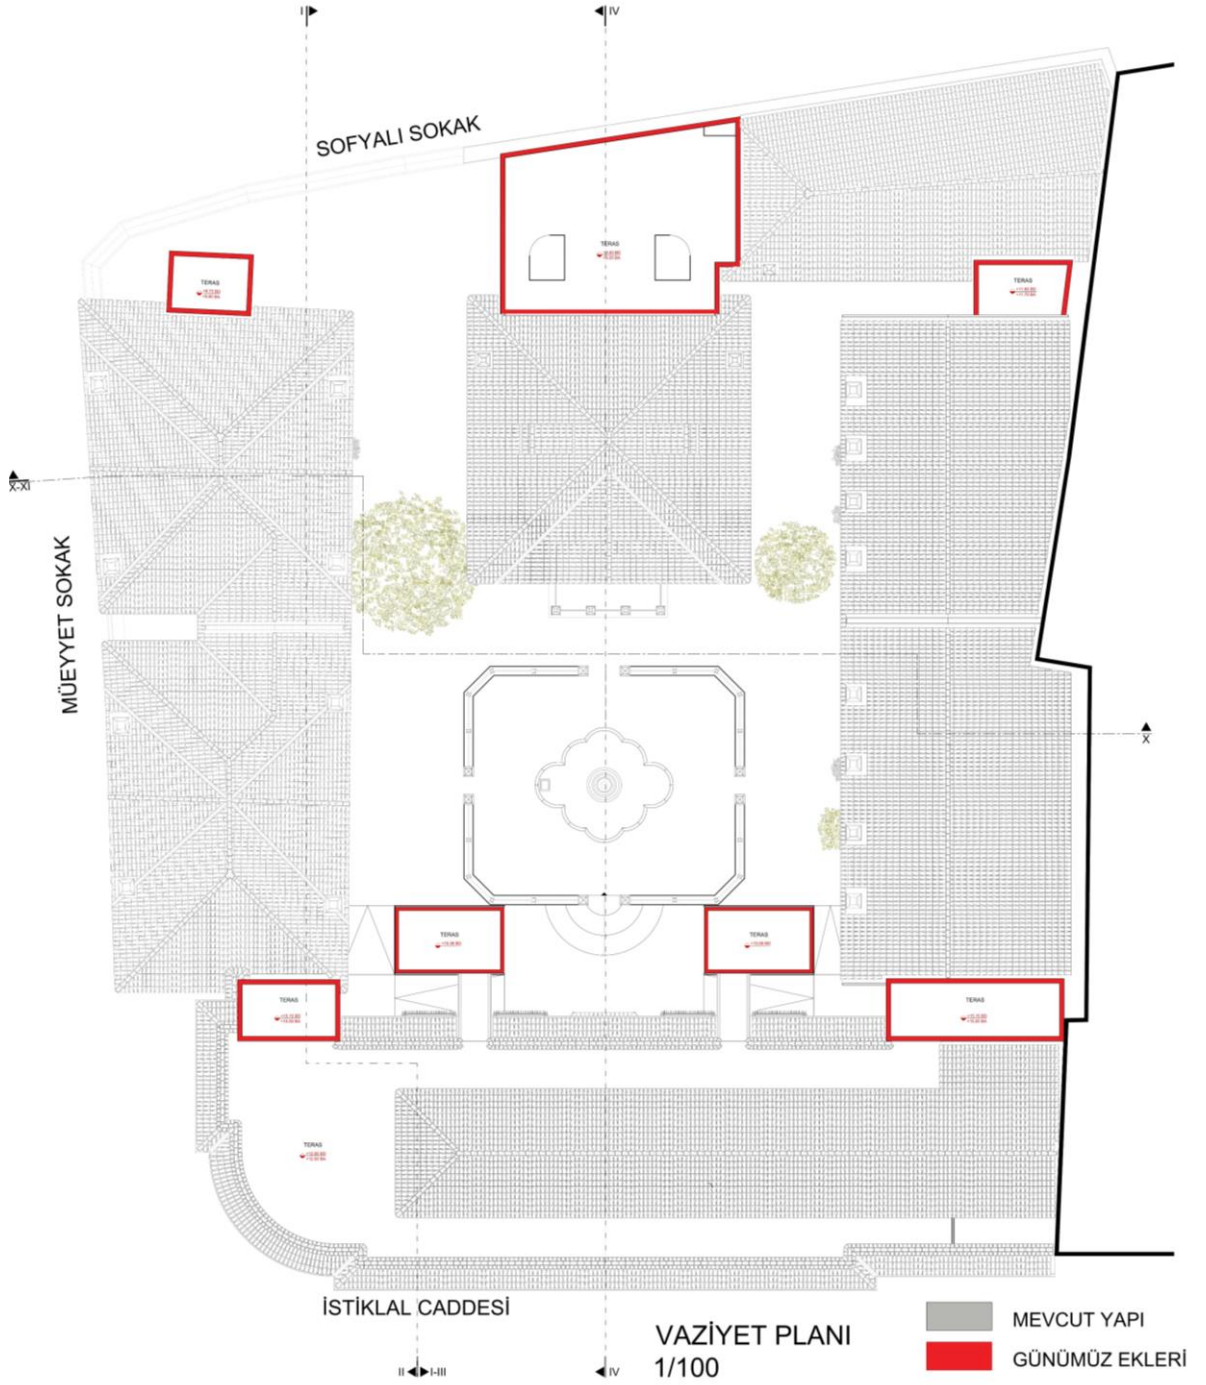 I
IV
SOFYALI SOKAK
TERAS
TERAS
TERAS
X-XI
MÜEYYET SOKAK
X
TERAS
TERAS
TERAS
TERAS
TERAS
İSTİKLAL CADDESİ
VAZİYET PLANI
1/100
MEVCUT YAPI
GÜNÜMÜZ EKLERİ
II
I-III
IV